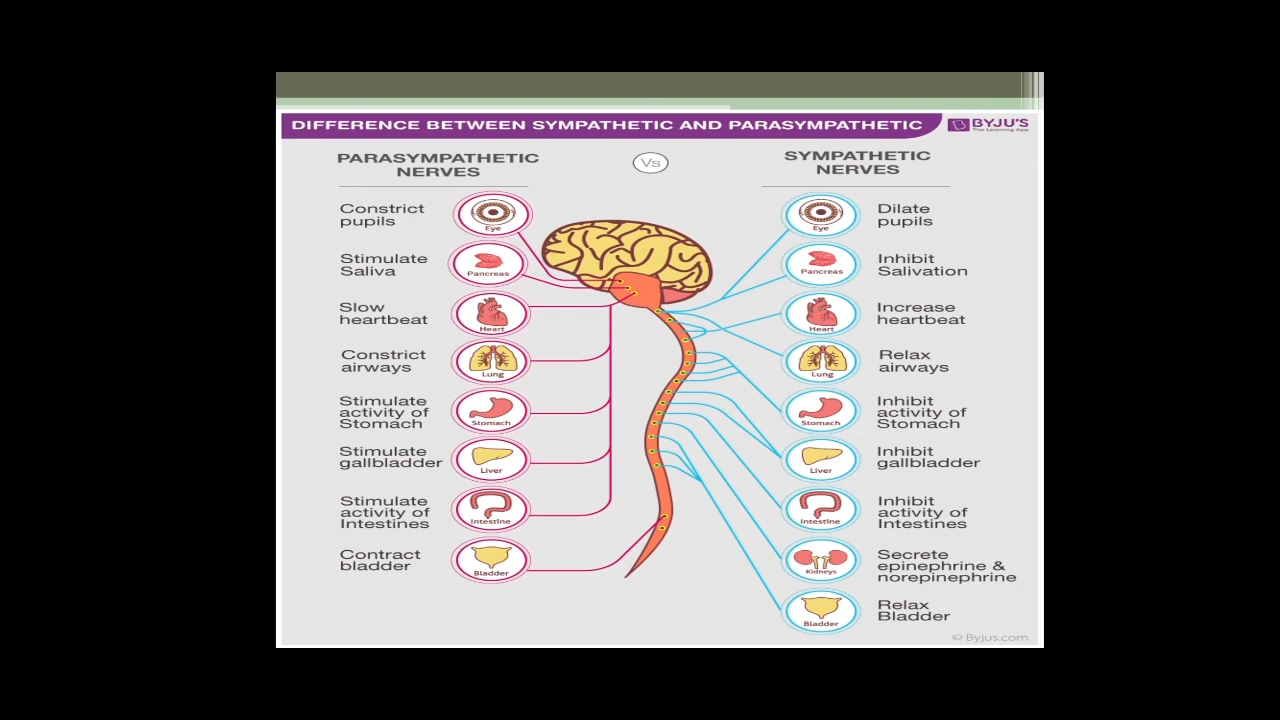 DIFFERENCE BETWEEN SYMPATHETIC AND PARASYMPATHETIC
BYJU'S
The Learning App
PARASYMPATHETIC
NERVES
Vs
SYMPATHETIC
NERVES
Constrict
pupils
Eye
Stimulate
Saliva
Pancreas
Slow
heartbeat
Heart
Constrict
airways
Lung
Stimulate
activity of
Stomach
Stomach
Stimulate
gallbladder
Liver
Stimulate
activity of
Intestines
Intestine
Contract
bladder
Bladder
Eye
Dilate
pupils
Pancreas
Inhibit
Salivation
Heart
Increase
heartbeat
Lung
Relax
airways
Stomach
Inhibit
activity of
Stomach
Liver
Inhibit
gallbladder
Intestine
Inhibit
activity of
Intestines
Kidneys
Secrete
epinephrine &
norepinephrine
Bladder
Relax
Bladder
© Byjus.com